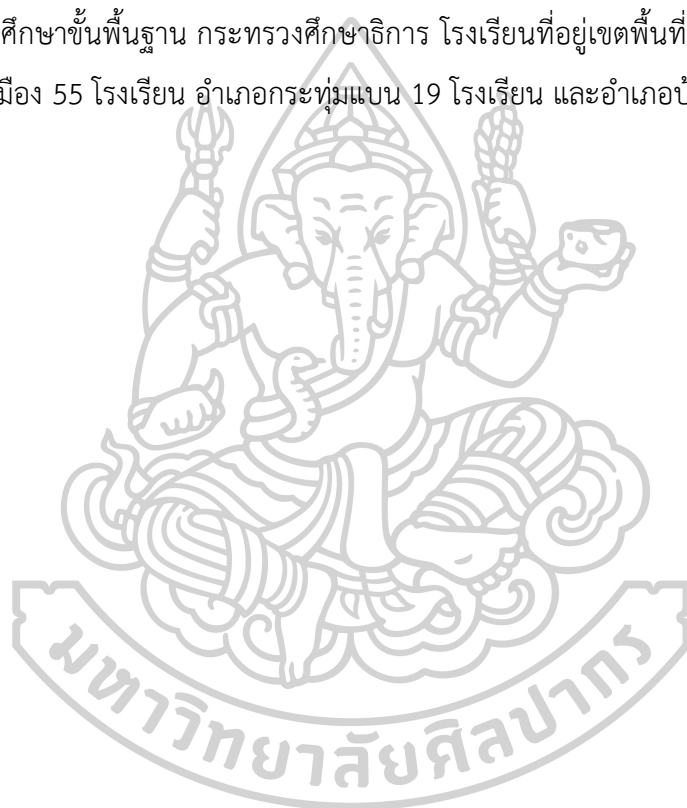 ศึกษาขั้นพื้นฐาน กระทรวงศึกษาธิการ โรงเรียนที่อยู่เขตพื้นที่
มือง 55 โรงเรียน อำเภอกระทุ่มแบน 19 โรงเรียน และอำเภอบ้
มหาวิทยาลัยศิลปากร